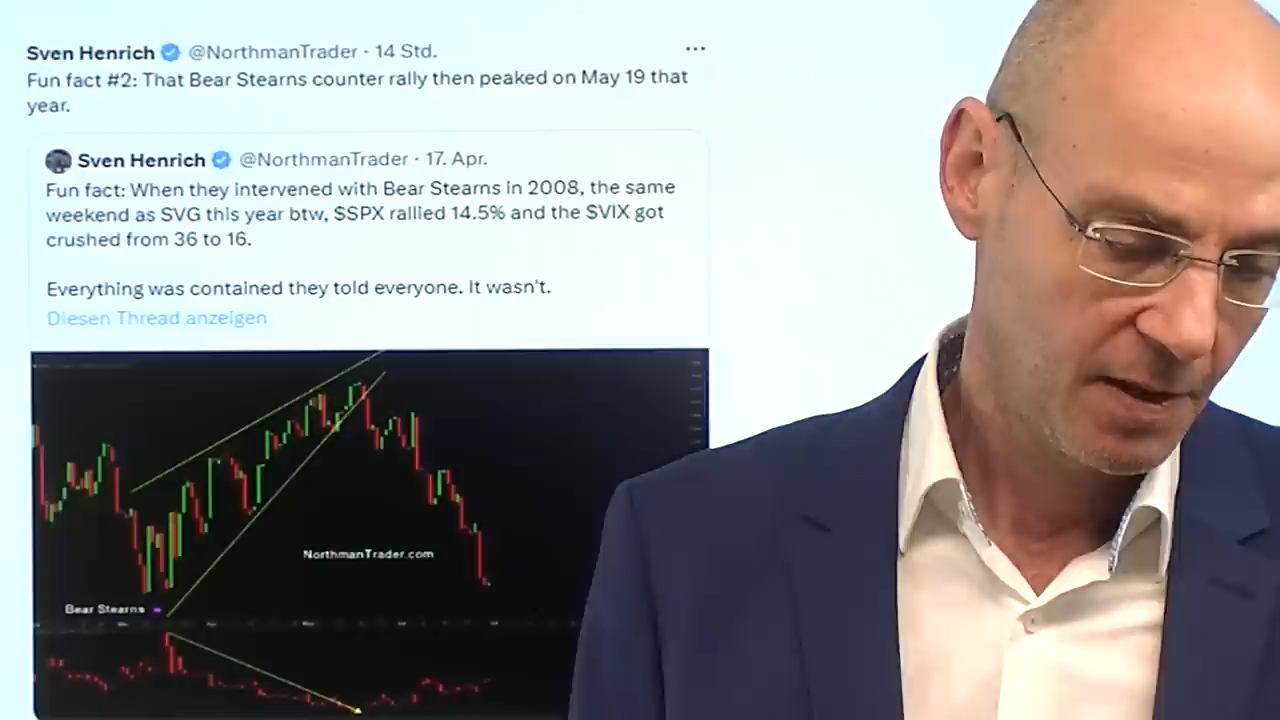 Sven Henrich @NorthmanTrader · 14 Std.
Fun fact #2: That Bear Stearns counter rally then peaked on May 19 that
year.
Sven Henrich @NorthmanTrader · 17. Apr.
Fun fact: When they intervened with Bear Stearns in 2008, the same
weekend as SVG this year btw, $SPX rallied 14.5% and the $VIX got
crushed from 36 to 16.
Everything was contained they told everyone. It wasn't.
Diesen Thread anzeigen
NorthmanTrader.com
Bear Stearns